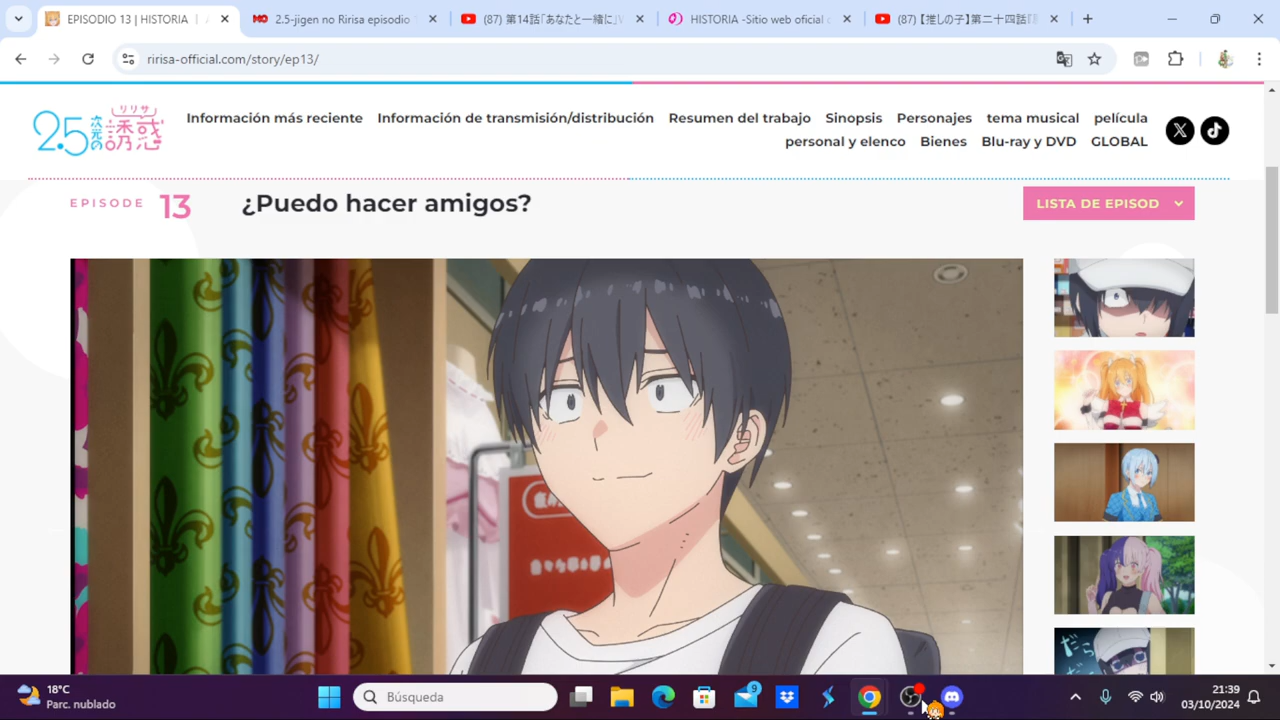 EPISODIO 13 | HISTORIA | A
2.5-jigen no Ririsa episodio 1
(87) 第14話「あなたと一緒に」W
HISTORIA -Sitio web oficial d
(87) 【推しの子】第二十四話『
ririsa-official.com/story/ep13/
2.5次元の誘惑
リリサ
Información más reciente Información de transmisión/distribución Resumen del trabajo Sinopsis Personajes tema musical película
personal y elenco Bienes Blu-ray y DVD GLOBAL
EPISODE 13 ¿Puedo hacer amigos?
LISTA DE EPISOD
だら
18°C
Parc. nublado
Búsqueda
9
21:39
03/10/2024